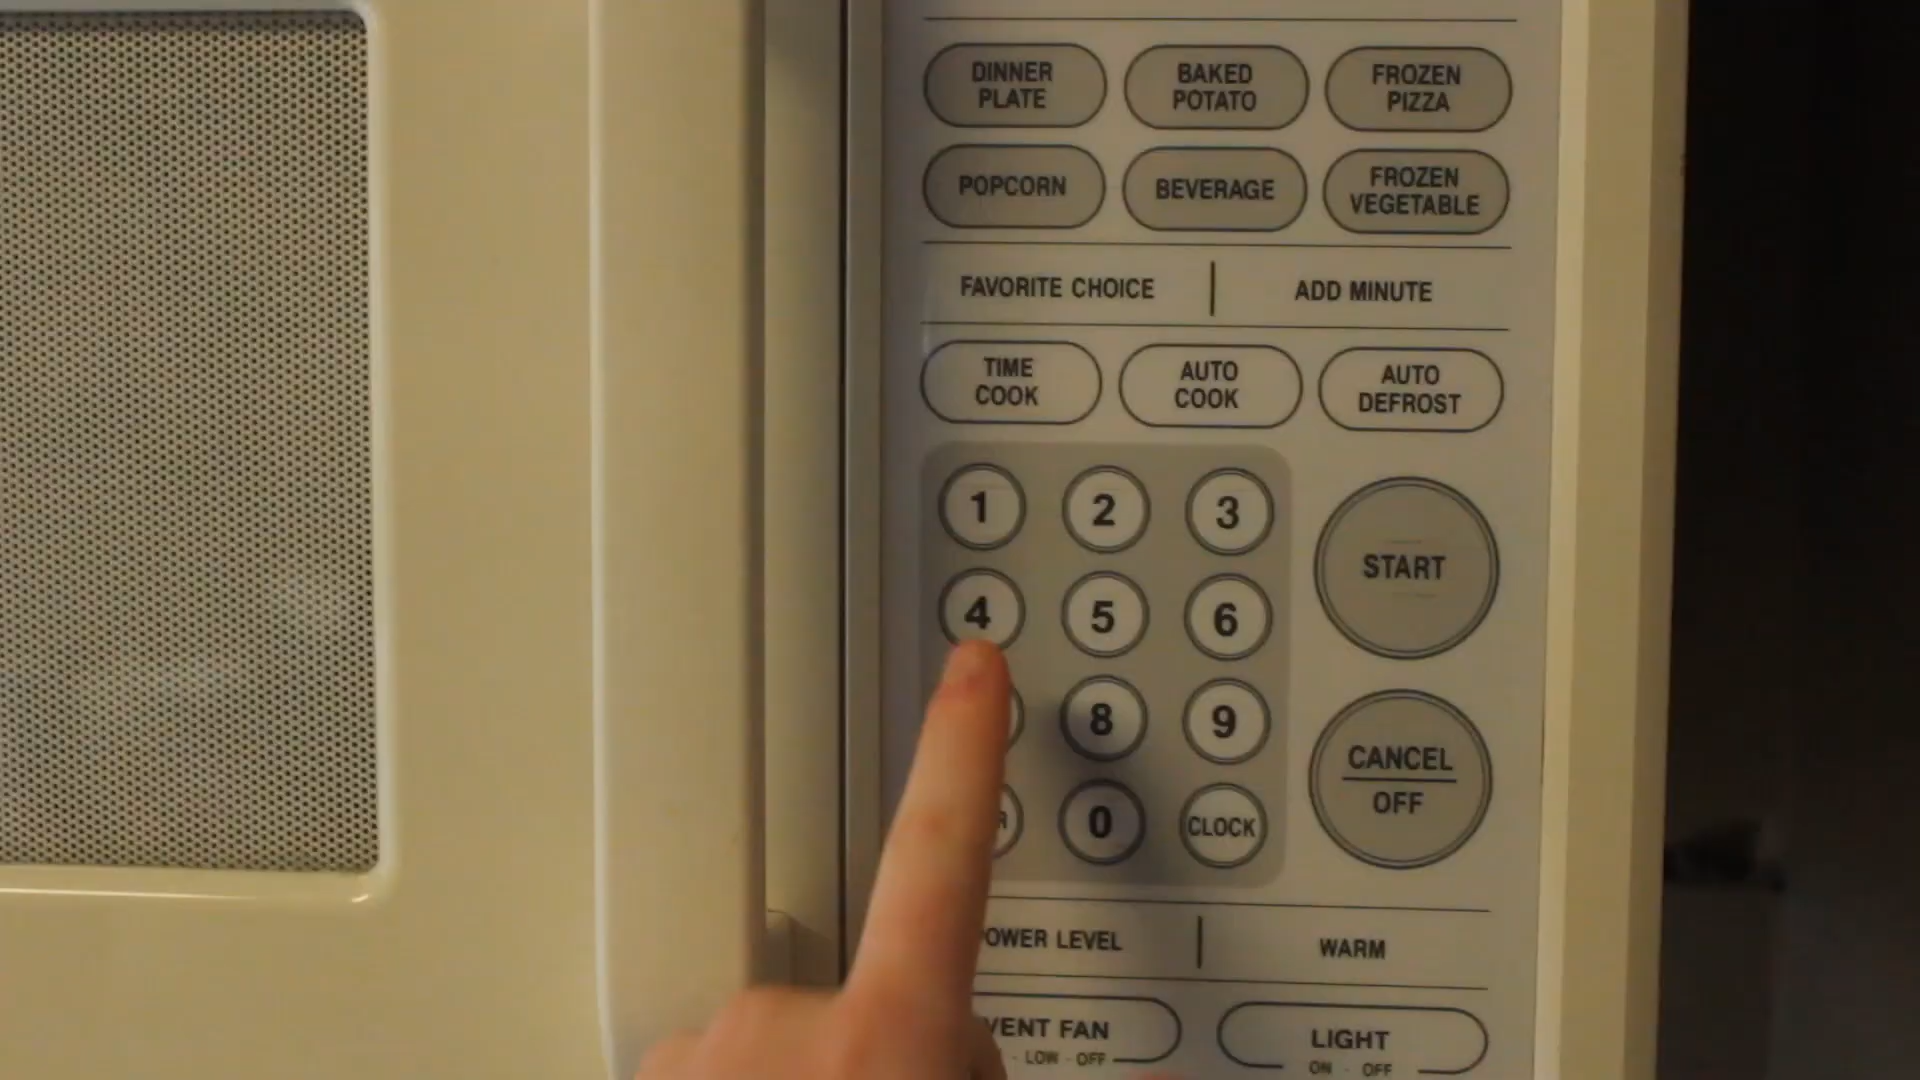 DINNER PLATE
BAKED POTATO
FROZEN PIZZA
POPCORN
BEVERAGE
FROZEN VEGETABLE
FAVORITE CHOICE
ADD MINUTE
TIME COOK
AUTO COOK
AUTO DEFROST
1 2 3
4 5 6
8 9
0 CLOCK
START
CANCEL
OFF
LEVEL
WARM
VENT FAN
LOW - OFF
LIGHT
ON - OFF